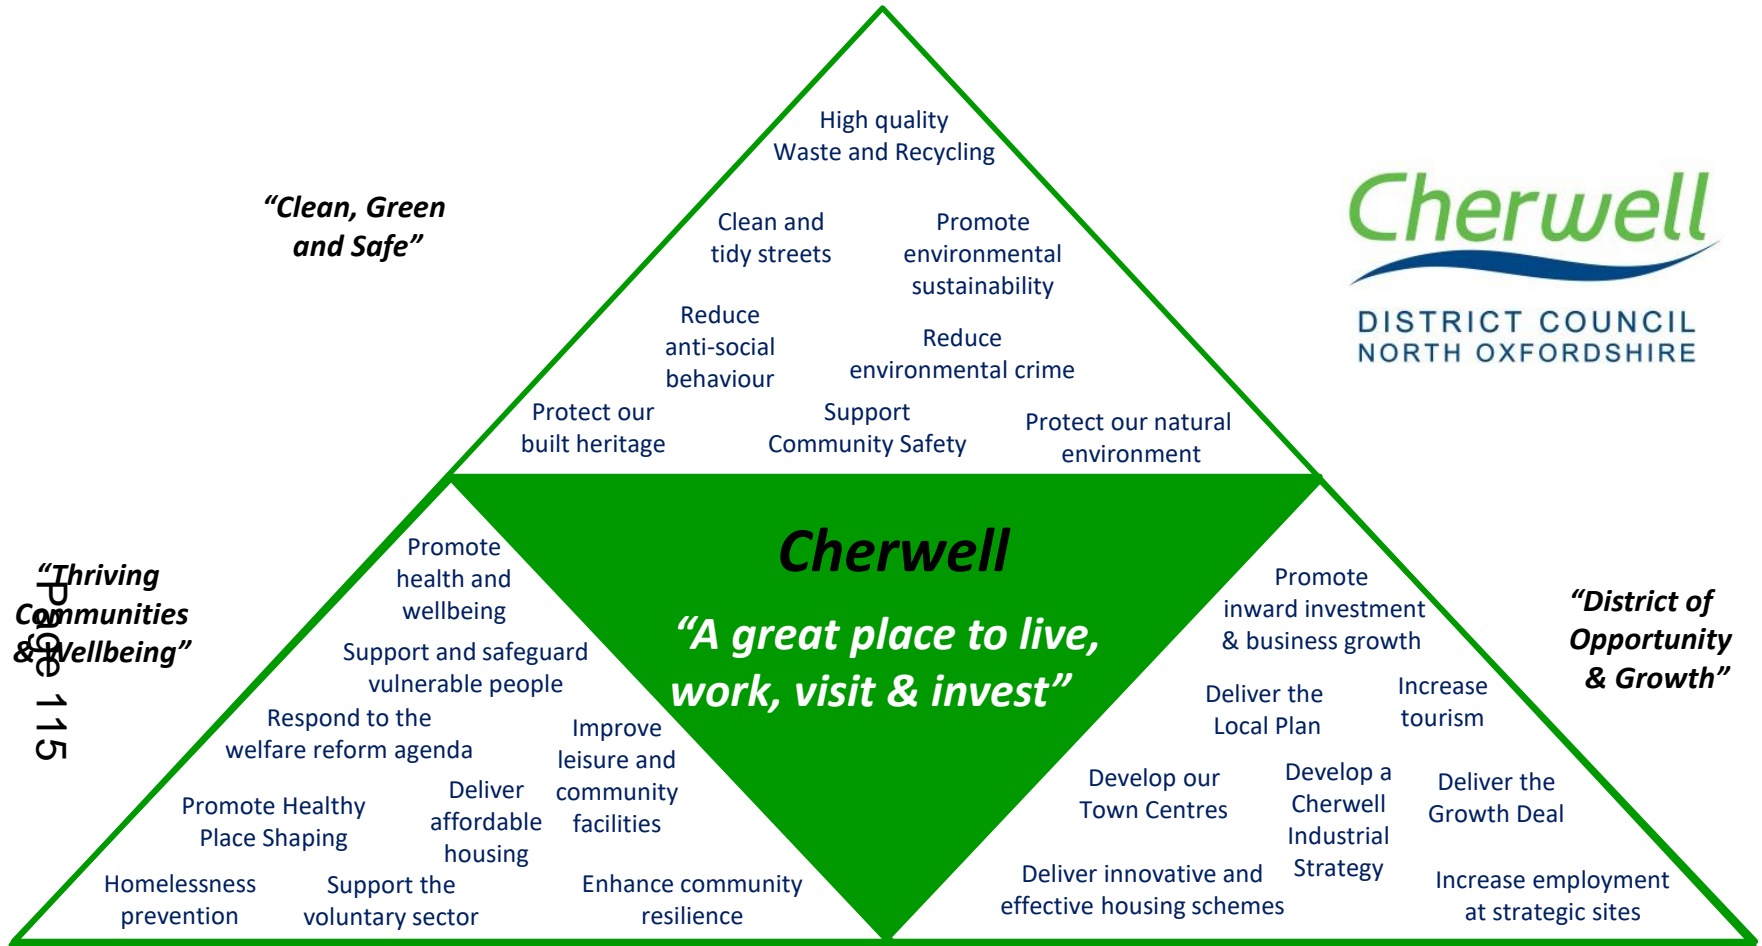 High quality
Waste and Recycling
“Clean, Green
and Safe”
Clean and
tidy streets
Promote
environmental
sustainability
Reduce
anti-social
behaviour
Reduce
environmental crime
Protect our
built heritage
Support
Community Safety
Protect our natural
environment
Cherwell
DISTRICT COUNCIL
NORTH OXFORDSHIRE
“Thriving
Communities
& Wellbeing”
Page 115
Promote
health and
wellbeing
Support and safeguard
vulnerable people
Respond to the
welfare reform agenda
Improve
leisure and
community
facilities
Promote Healthy
Place Shaping
Deliver
affordable
housing
Homelessness
prevention
Support the
voluntary sector
Enhance community
resilience
Cherwell
“A great place to live,
work, visit & invest”
Promote
inward investment
& business growth
Deliver the
Local Plan
Increase
tourism
Develop our
Town Centres
Develop a
Cherwell
Industrial
Strategy
Deliver the
Growth Deal
Deliver innovative and
effective housing schemes
Increase employment
at strategic sites
“District of
Opportunity
& Growth”